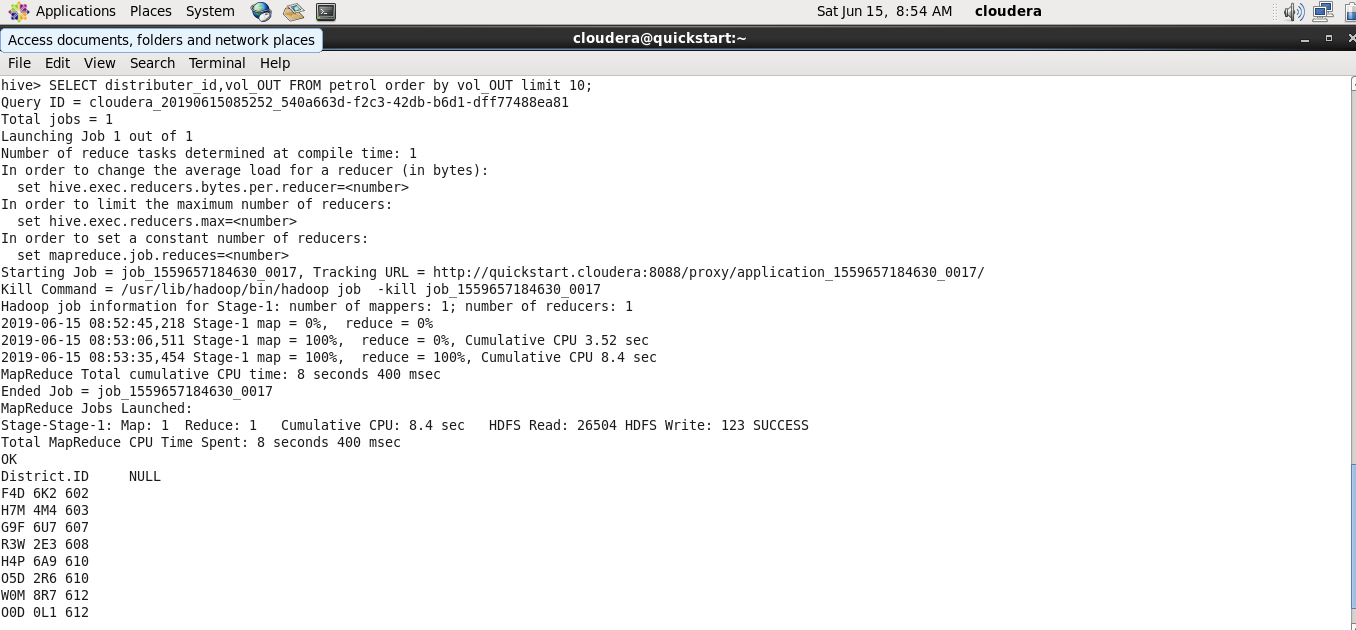 Applications Places System Sat Jun 15, 8:54 AM cloudera
Access documents, folders and network places cloudera@quickstart:~
File Edit View Search Terminal Help
hive> SELECT distributer_id,vol_OUT FROM petrol order by vol_OUT limit 10;
Query ID = cloudera_20190615085252_540a663d-f2c3-42db-b6d1-dff77488ea81
Total jobs = 1
Launching Job 1 out of 1
Number of reduce tasks determined at compile time: 1
In order to change the average load for a reducer (in bytes):
  set hive.exec.reducers.bytes.per.reducer=<number>
In order to limit the maximum number of reducers:
  set hive.exec.reducers.max=<number>
In order to set a constant number of reducers:
  set mapreduce.job.reduces=<number>
Starting Job = job_1559657184630_0017, Tracking URL = http://quickstart.cloudera:8088/proxy/application_1559657184630_0017/
Kill Command = /usr/lib/hadoop/bin/hadoop job  -kill job_1559657184630_0017
Hadoop job information for Stage-1: number of mappers: 1; number of reducers: 1
2019-06-15 08:52:45,218 Stage-1 map = 0%,  reduce = 0%
2019-06-15 08:53:06,511 Stage-1 map = 100%,  reduce = 0%, Cumulative CPU 3.52 sec
2019-06-15 08:53:35,454 Stage-1 map = 100%,  reduce = 100%, Cumulative CPU 8.4 sec
MapReduce Total cumulative CPU time: 8 seconds 400 msec
Ended Job = job_1559657184630_0017
MapReduce Jobs Launched:
Stage-Stage-1: Map: 1  Reduce: 1   Cumulative CPU: 8.4 sec   HDFS Read: 26504 HDFS Write: 123 SUCCESS
Total MapReduce CPU Time Spent: 8 seconds 400 msec
OK
District.ID     NULL
F4D 6K2 602
H7M 4M4 603
G9F 6U7 607
R3W 2E3 608
H4P 6A9 610
O5D 2R6 610
W0M 8R7 612
O0D 0L1 612